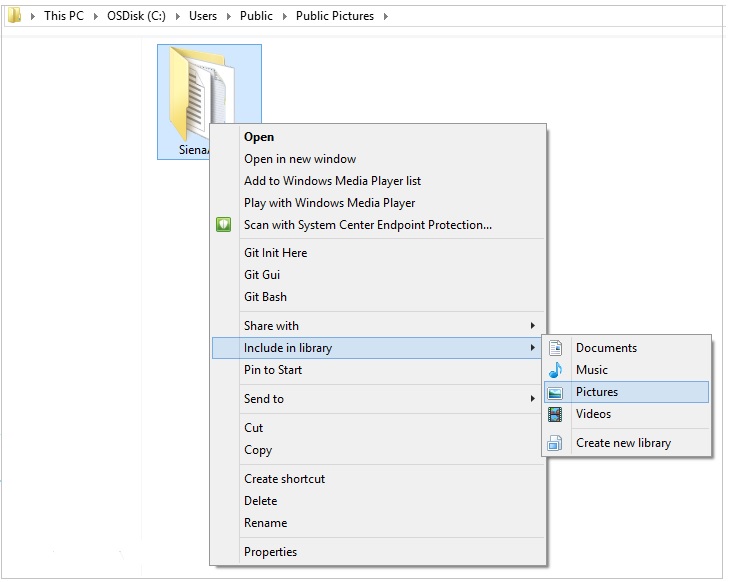 This PC OSDisk (C:) Users Public Public Pictures
Siena
Open
Open in new window
Add to Windows Media Player list
Play with Windows Media Player
Scan with System Center Endpoint Protection...
Git Init Here
Git Gui
Git Bash
Share with
Include in library
Pin to Start
Send to
Cut
Copy
Create shortcut
Delete
Rename
Properties
Documents
Music
Pictures
Videos
Create new library